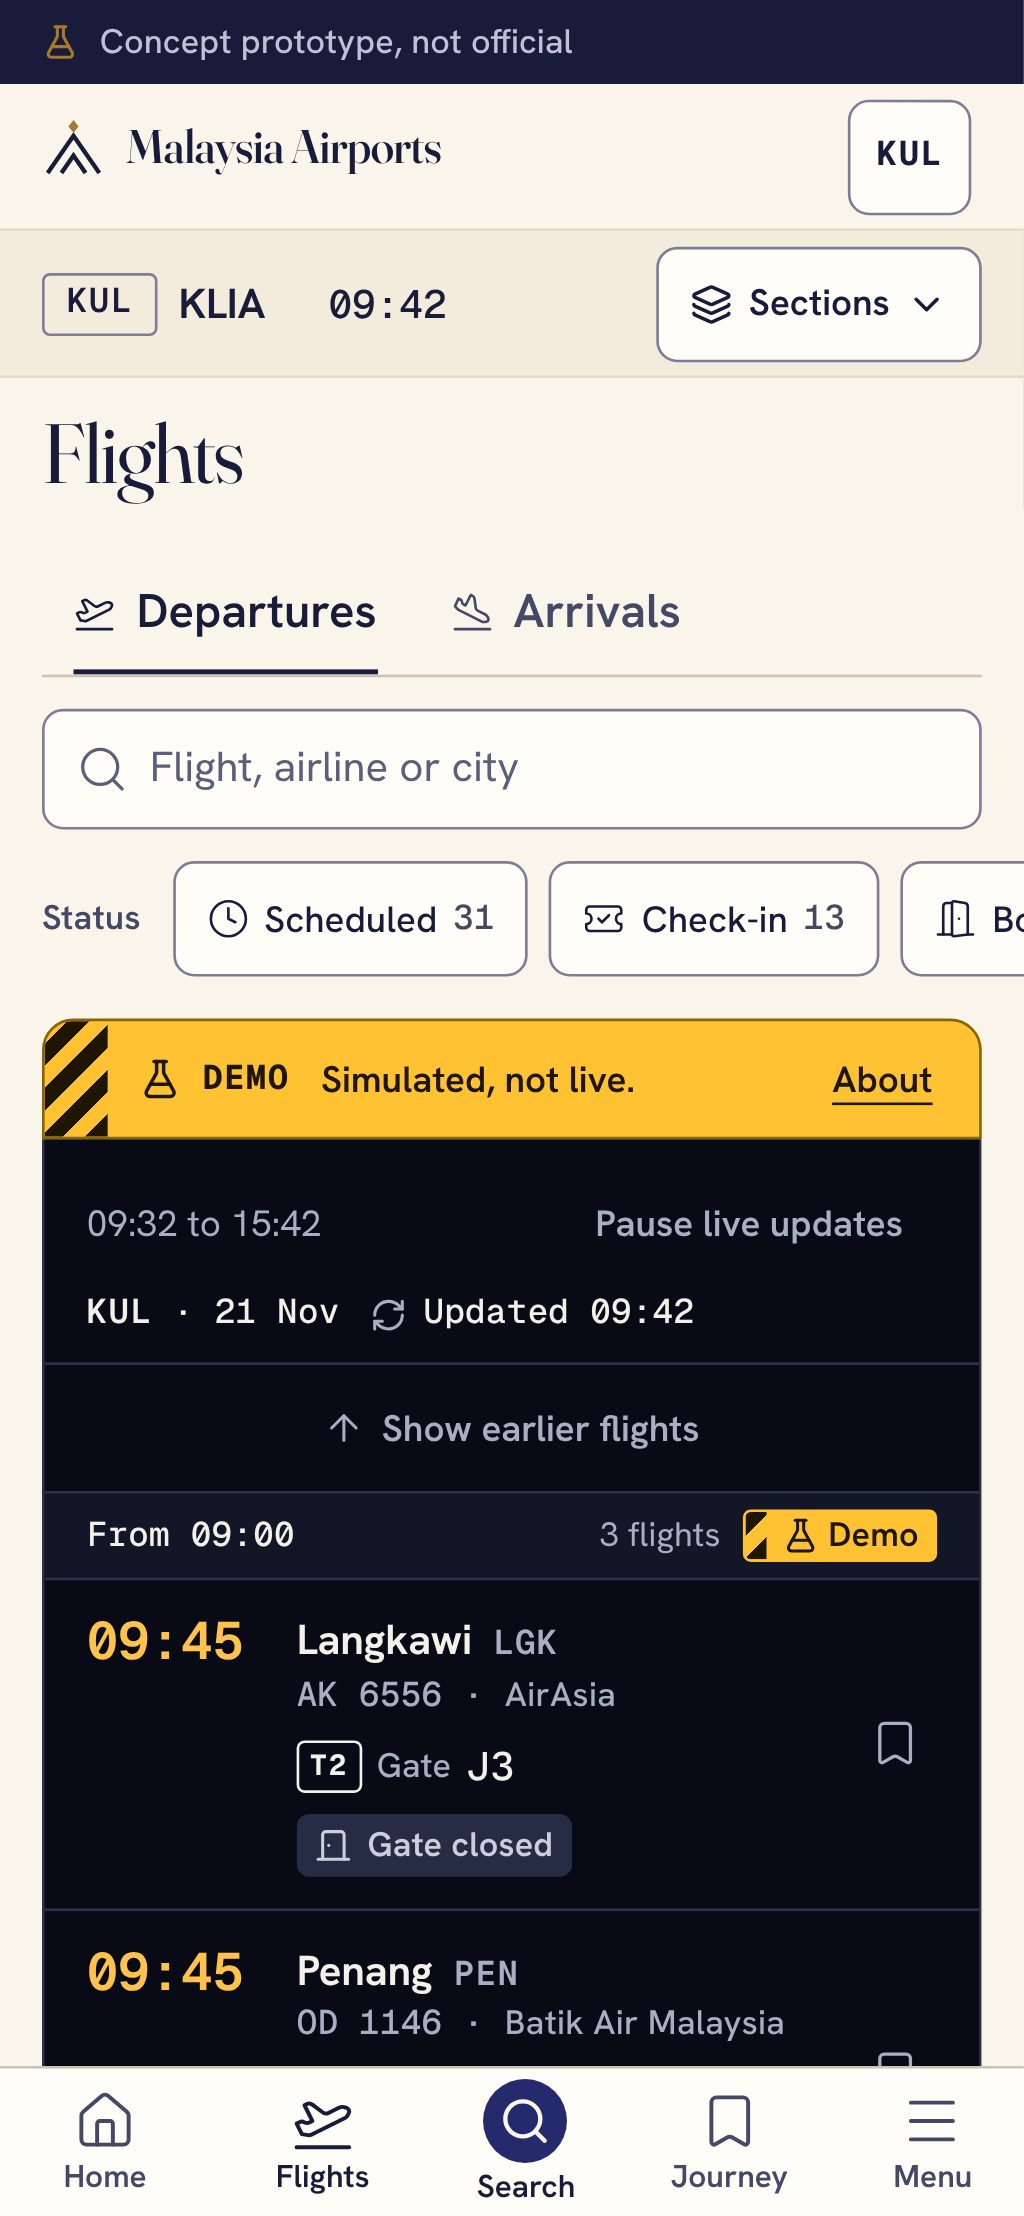 Concept prototype, not official
Malaysia Airports
KUL
KUL KLIA 09:42 Sections
Flights
Departures Arrivals
Flight, airline or city
Status Scheduled 31 Check-in 13
DEMO Simulated, not live. About
09:32 to 15:42 Pause live updates
KUL · 21 Nov Updated 09:42
Show earlier flights
From 09:00 3 flights Demo
09:45 Langkawi LGK
AK 6556 · AirAsia
T2 Gate J3
Gate closed
09:45 Penang PEN
OD 1146 · Batik Air Malaysia
Home Flights Search Journey Menu